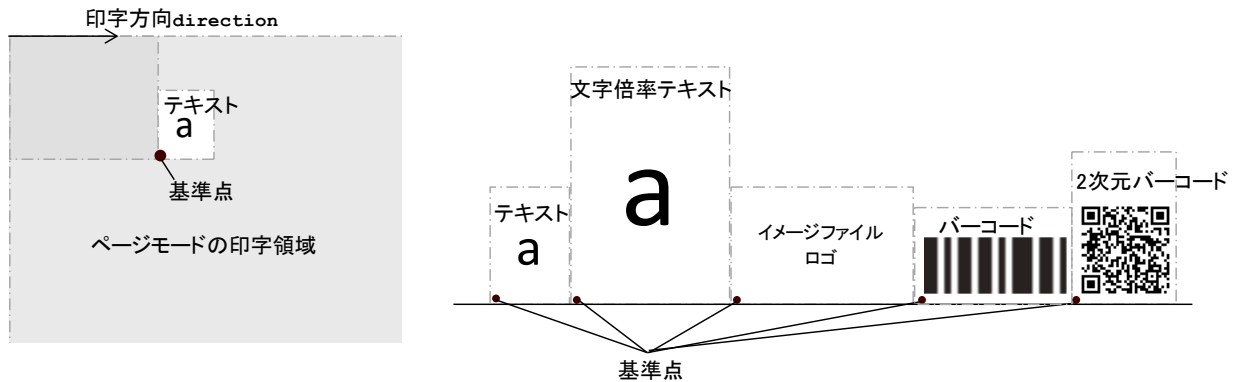 印字方向direction
テキスト
a
基準点
ページモードの印字領域
文字倍率テキスト
a
テキスト
a
イメージファイル
ロゴ
バーコード
2次元バーコード
基準点